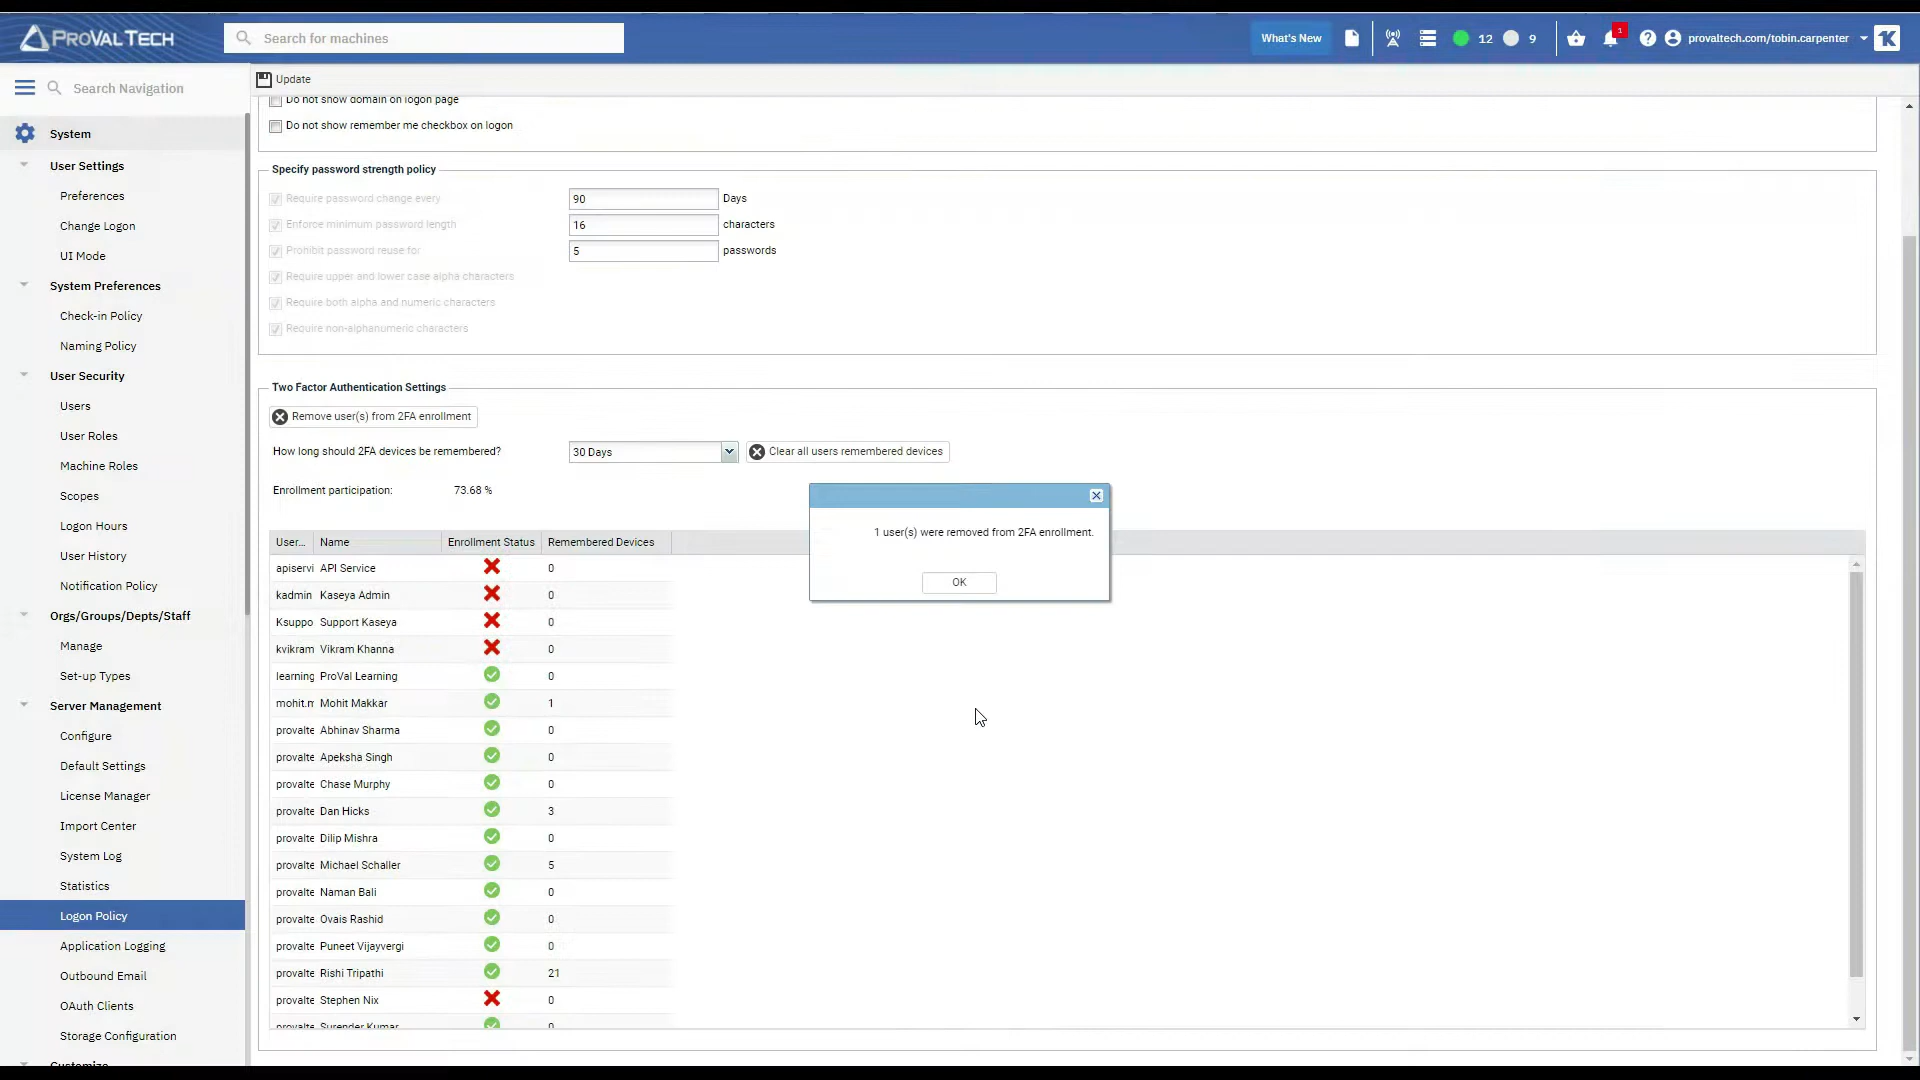 PROVAL TECH
Search for machines
What's New
12
9
1
provaltech.com/tobin.carpenter
Search Navigation
Update
System
User Settings
Preferences
Change Logon
UI Mode
System Preferences
Check-in Policy
Naming Policy
User Security
Users
User Roles
Machine Roles
Scopes
Logon Hours
User History
Notification Policy
Orgs/Groups/Depts/Staff
Manage
Set-up Types
Server Management
Configure
Default Settings
License Manager
Import Center
System Log
Statistics
Logon Policy
Application Logging
Outbound Email
OAuth Clients
Storage Configuration
Customize
Do not show domain on logon page
Do not show remember me checkbox on logon
Specify password strength policy
Require password change every 90 Days
Enforce minimum password length 16 characters
Prohibit password reuse for 5 passwords
Require upper and lower case alpha characters
Require both alpha and numeric characters
Require non-alphanumeric characters
Two Factor Authentication Settings
Remove user(s) from 2FA enrollment
How long should 2FA devices be remembered? 30 Days Clear all users remembered devices
Enrollment participation: 73.68 %
1 user(s) were removed from 2FA enrollment.
OK
User... Name Enrollment Status Remembered Devices
apiservi API Service 0
kadmin Kaseya Admin 0
Ksuppo Support Kaseya 0
kvikram Vikram Khanna 0
learning ProVal Learning 0
mohit.m Mohit Makkar 1
provalte Abhinav Sharma 0
provalte Apeksha Singh 0
provalte Chase Murphy 0
provalte Dan Hicks 3
provalte Dilip Mishra 0
provalte Michael Schaller 5
provalte Naman Bali 0
provalte Ovais Rashid 0
provalte Puneet Vijayvergi 0
provalte Rishi Tripathi 21
provalte Stephen Nix 0
provalte Surender Kumar 0